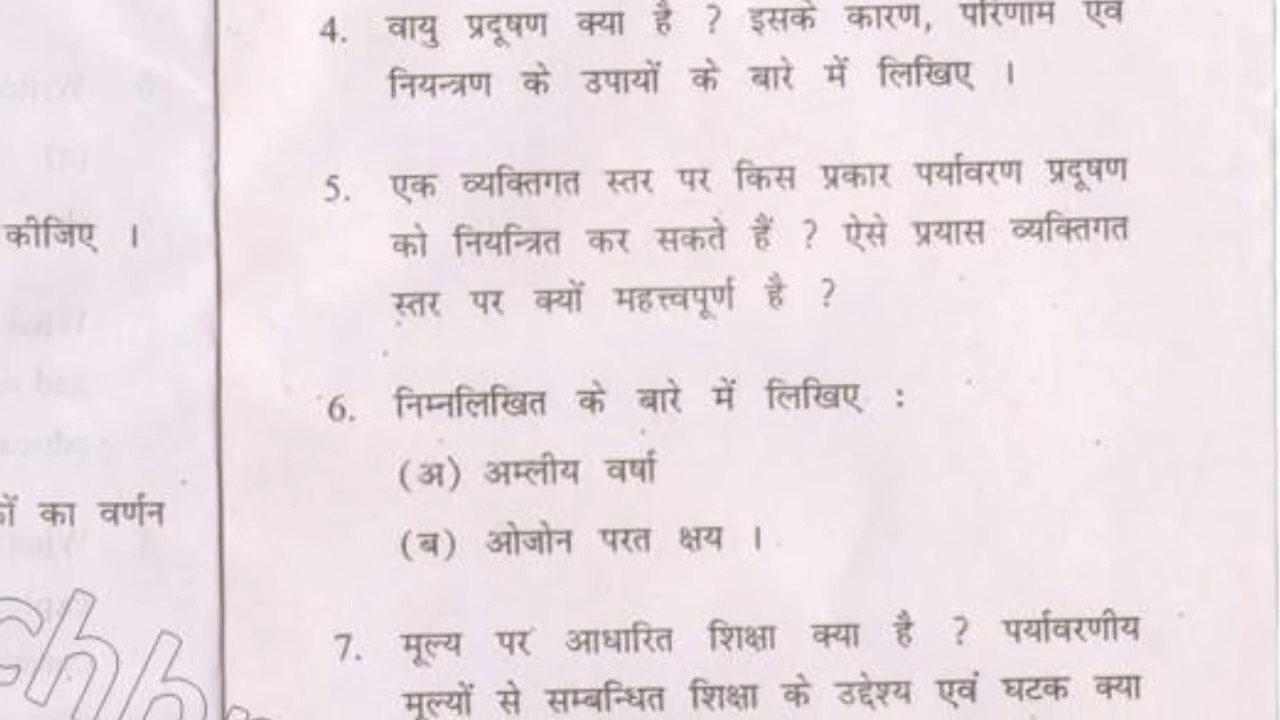 कीजिए ।
कों का वर्णन
4. वायु प्रदूषण क्या है ? इसके कारण, परिणाम एवं
नियन्त्रण के उपायों के बारे में लिखिए ।
5. एक व्यक्तिगत स्तर पर किस प्रकार पर्यावरण प्रदूषण
को नियन्त्रित कर सकते हैं ? ऐसे प्रयास व्यक्तिगत
स्तर पर क्यों महत्त्वपूर्ण है ?
6. निम्नलिखित के बारे में लिखिए :
(अ) अम्लीय वर्षा
(ब) ओजोन परत क्षय ।
7. मूल्य पर आधारित शिक्षा क्या है ? पर्यावरणीय
मूल्यों से सम्बन्धित शिक्षा के उद्देश्य एवं घटक क्या